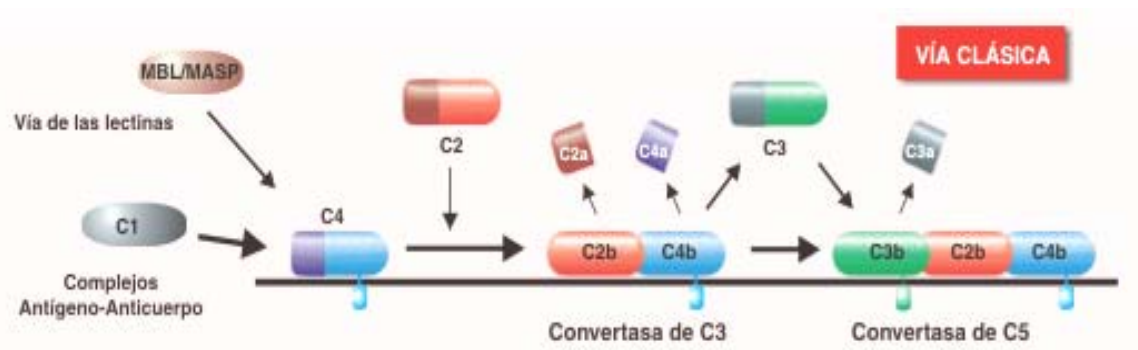 VÍA CLÁSICA
MBL/MASP
Vía de las lectinas
C2
C2a
C4a
C3
C3a
C1
C4
C2b
C4b
C3b
C2b
C4b
Complejos
Antígeno-Anticuerpo
Convertasa de C3
Convertasa de C5